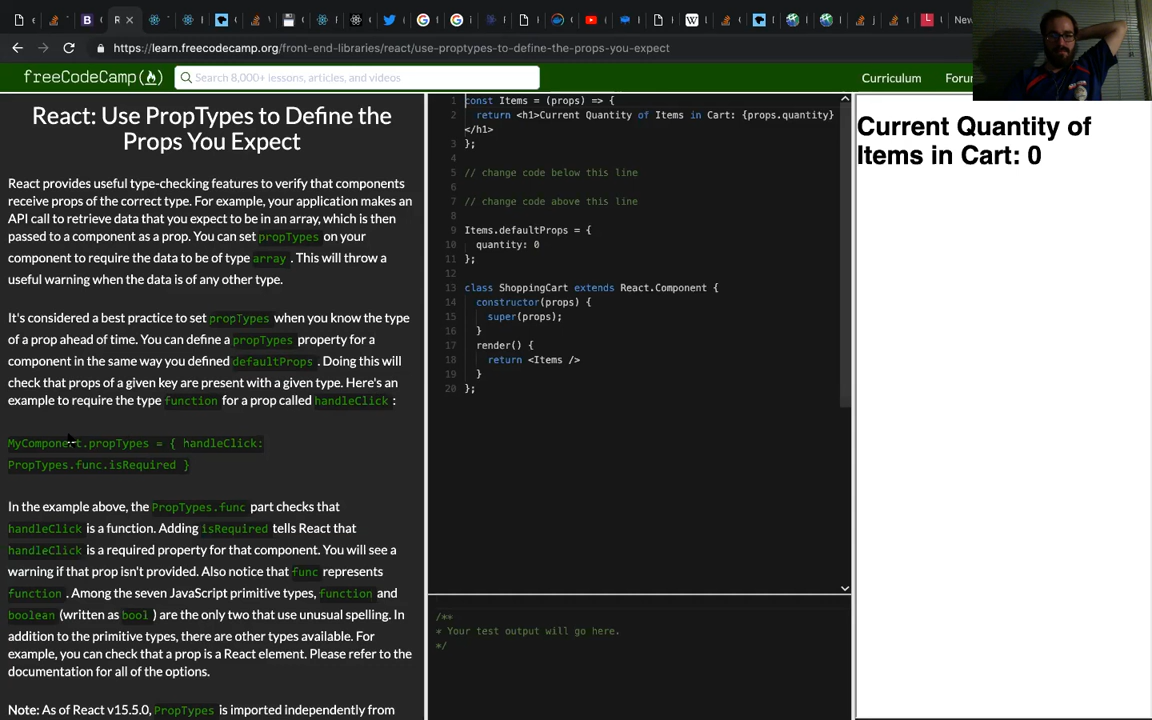 https://learn.freecodecamp.org/front-end-libraries/react/use-proptypes-to-define-the-props-you-expect
freeCodeCamp
Search 8,000+ lessons, articles, and videos
Curriculum
Forum
React: Use PropTypes to Define the
Props You Expect
React provides useful type-checking features to verify that components
receive props of the correct type. For example, your application makes an
API call to retrieve data that you expect to be in an array, which is then
passed to a component as a prop. You can set propTypes on your
component to require the data to be of type array . This will throw a
useful warning when the data is of any other type.
It's considered a best practice to set propTypes when you know the type
of a prop ahead of time. You can define a propTypes property for a
component in the same way you defined defaultProps . Doing this will
check that props of a given key are present with a given type. Here's an
example to require the type function for a prop called handleClick :
MyComponent.propTypes = { handleClick:
PropTypes.func.isRequired }
In the example above, the PropTypes.func part checks that
handleClick is a function. Adding isRequired tells React that
handleClick is a required property for that component. You will see a
warning if that prop isn't provided. Also notice that func represents
function . Among the seven JavaScript primitive types, function and
boolean (written as bool ) are the only two that use unusual spelling. In
addition to the primitive types, there are other types available. For
example, you can check that a prop is a React element. Please refer to the
documentation for all of the options.
Note: As of React v15.5.0, PropTypes is imported independently from
1 const Items = (props) => {
2 return <h1>Current Quantity of Items in Cart: {props.quantity}
</h1>
3 };
4
5 // change code below this line
6
7 // change code above this line
8
9 Items.defaultProps = {
10 quantity: 0
11 };
12
13 class ShoppingCart extends React.Component {
14 constructor(props) {
15 super(props);
16 }
17 render() {
18 return <Items />
19 }
20 };
/**
* Your test output will go here.
*/
Current Quantity of
Items in Cart: 0